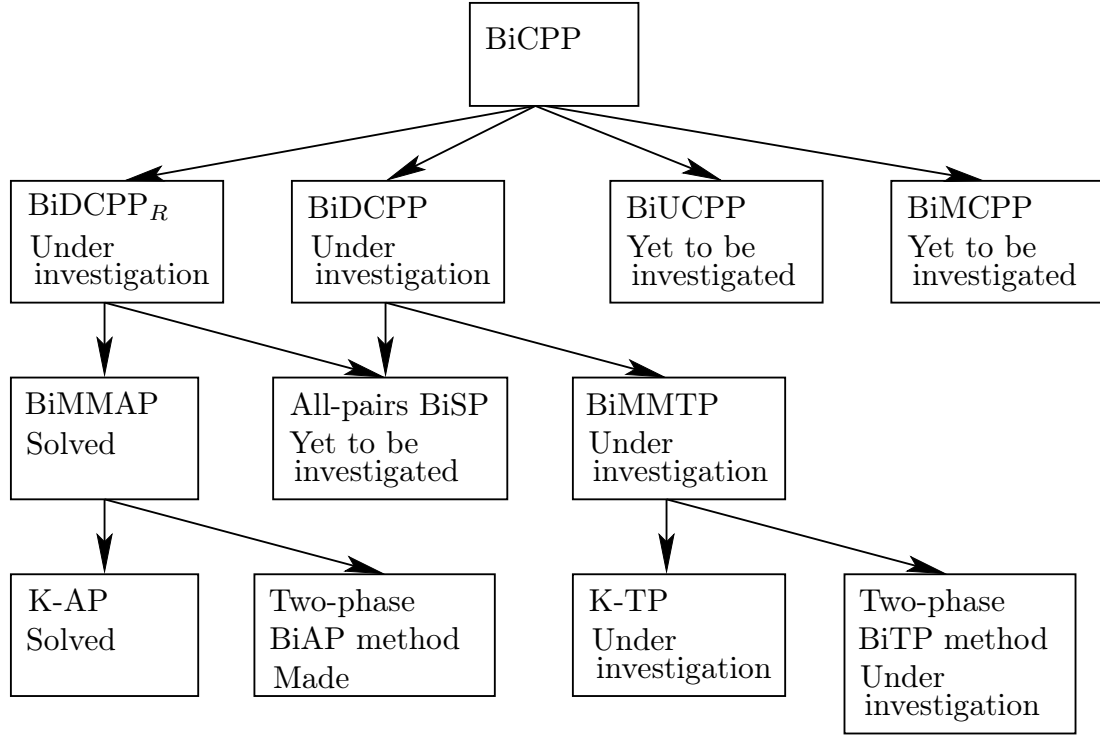 BiCPP
BiDCPP_R
Under
investigation
BiDCPP
Under
investigation
BiUCPP
Yet to be
investigated
BiMCPP
Yet to be
investigated
BiMMAP
Solved
All-pairs BiSP
Yet to be
investigated
BiMMTP
Under
investigation
K-AP
Solved
Two-phase
BiAP method
Made
K-TP
Under
investigation
Two-phase
BiTP method
Under
investigation